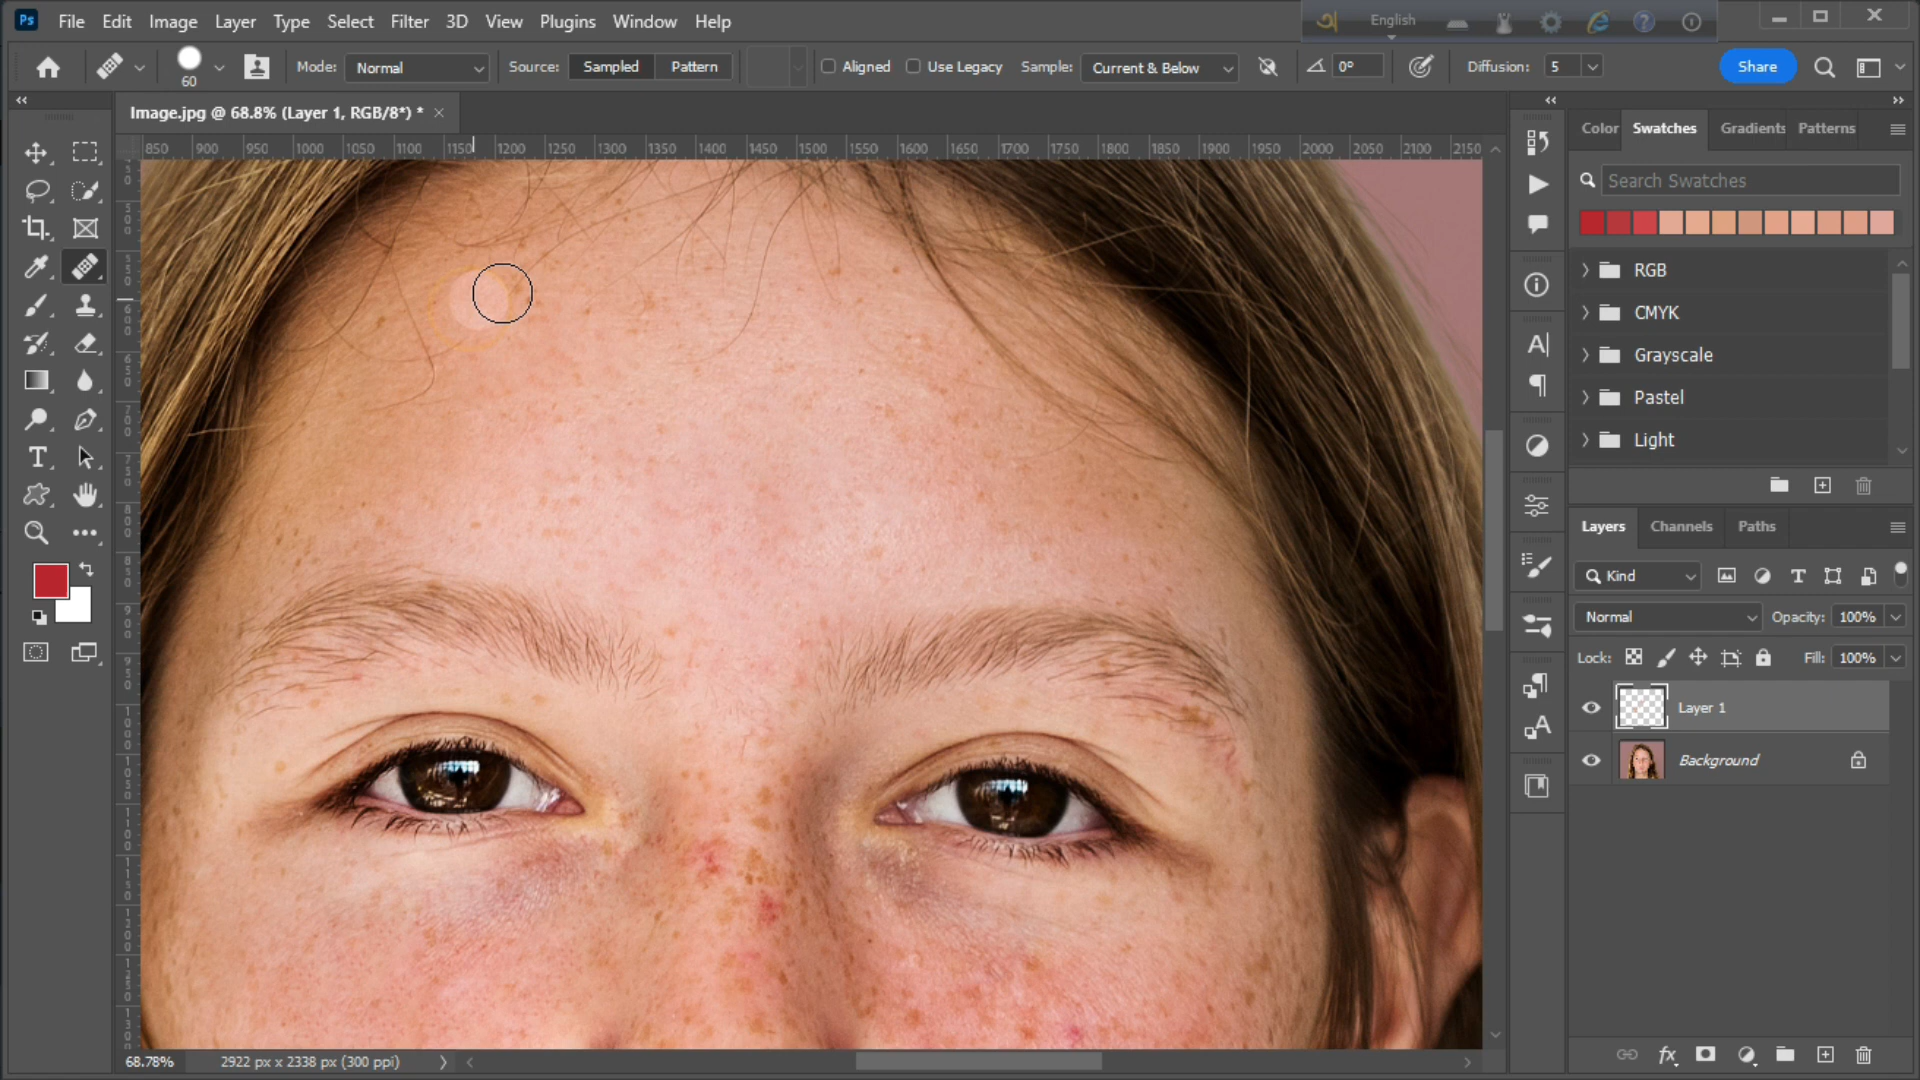 Ps File Edit Image Layer Type Select Filter 3D View Plugins Window Help
English
60 Mode: Normal Source: Sampled Pattern Aligned Use Legacy Sample: Current & Below 0° Diffusion: 5 Share
Image.jpg @ 68.8% (Layer 1, RGB/8*) *
850 900 950 1000 1050 1100 1150 1200 1250 1300 1350 1400 1450 1500 1550 1600 1650 1700 1750 1800 1850 1900 1950 2000 2050 2100 2150
Color Swatches Gradients Patterns
Search Swatches
RGB
CMYK
Grayscale
Pastel
Light
Layers Channels Paths
Kind
Normal Opacity: 100%
Lock: Fill: 100%
Layer 1
Background
68.78% 2922 px x 2338 px (300 ppi)